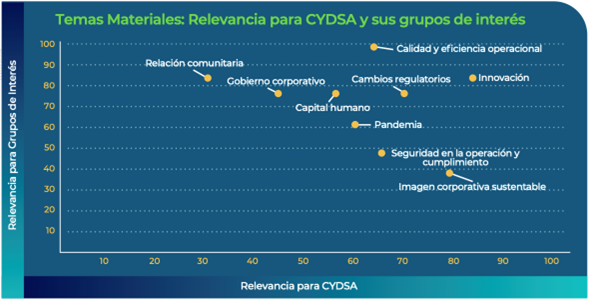 Temas Materiales: Relevancia para CYDSA y sus grupos de interés
Relevancia para Grupos de Interés
100
90
80
70
60
50
40
30
20
10
Calidad y eficiencia operacional
Relación comunitaria
Gobierno corporativo
Cambios regulatorios
Innovación
Capital humano
Pandemia
Seguridad en la operación y
cumplimiento
Imagen corporativa sustentable
10 20 30 40 50 60 70 80 90 100
Relevancia para CYDSA